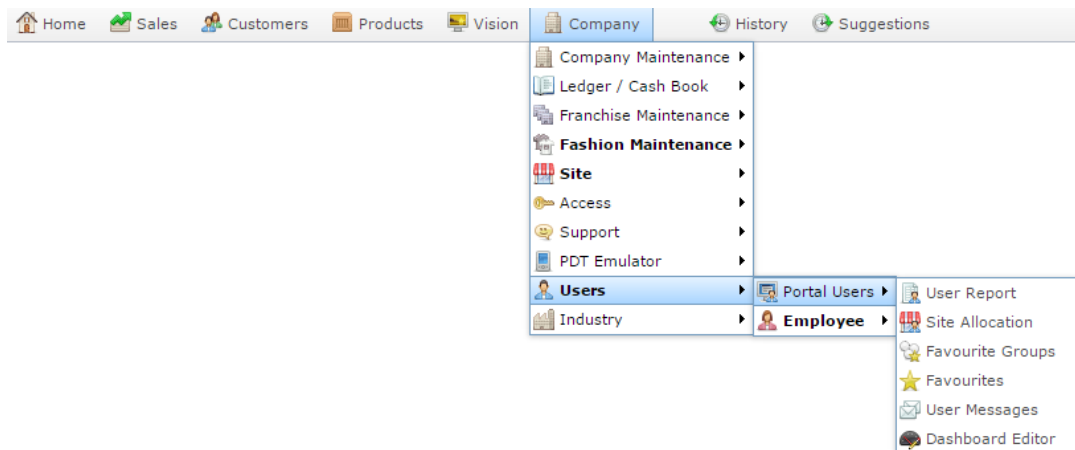 Home Sales Customers Products Vision Company History Suggestions
Company Maintenance
Ledger / Cash Book
Franchise Maintenance
Fashion Maintenance
Site
Access
Support
PDT Emulator
Users Portal Users User Report
Industry Employee Site Allocation
Favourite Groups
Favourites
User Messages
Dashboard Editor